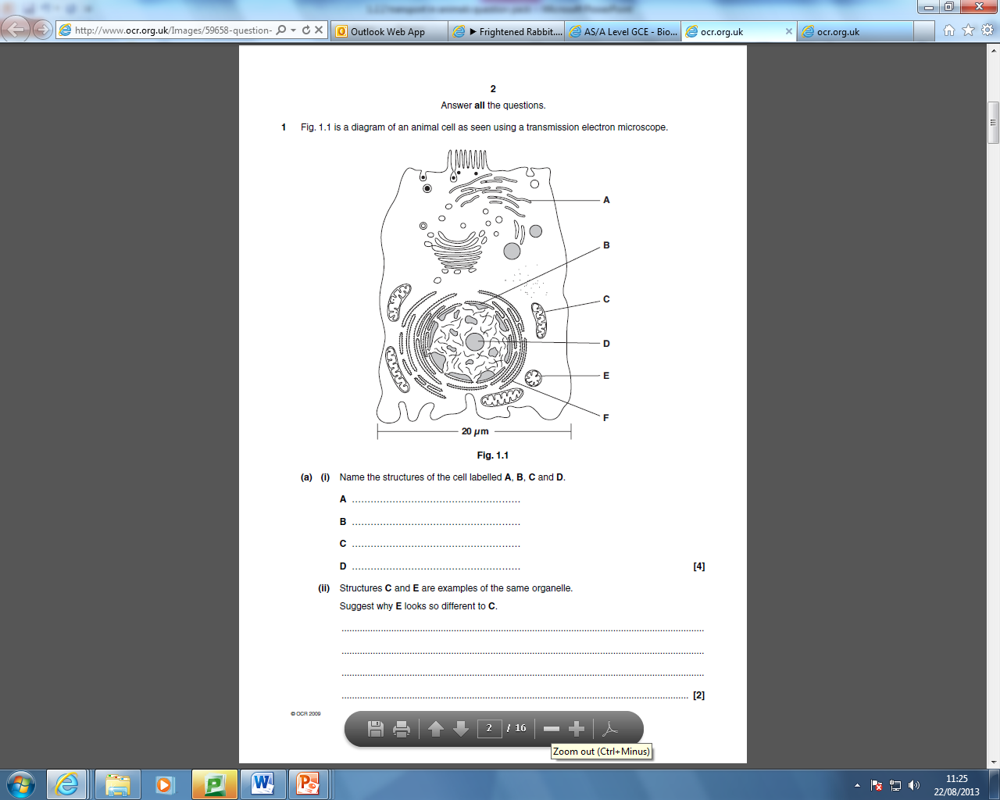 http://www.ocr.org.uk/Images/59658-question-
Outlook Web App
► Frightened Rabbit....
AS/A Level GCE - Bio...
ocr.org.uk
ocr.org.uk
2
Answer all the questions.
1 Fig. 1.1 is a diagram of an animal cell as seen using a transmission electron microscope.
A
B
C
D
E
F
20 µm
Fig. 1.1
(a) (i) Name the structures of the cell labelled A, B, C and D.
A ......................................................
B ......................................................
C ......................................................
D ...................................................... [4]
(ii) Structures C and E are examples of the same organelle.
Suggest why E looks so different to C.
...................................................................................................................
...................................................................................................................
...................................................................................................................
............................................................................................................... [2]
© OCR 2009
2 / 16
Zoom out (Ctrl+Minus)
11:25
22/08/2013